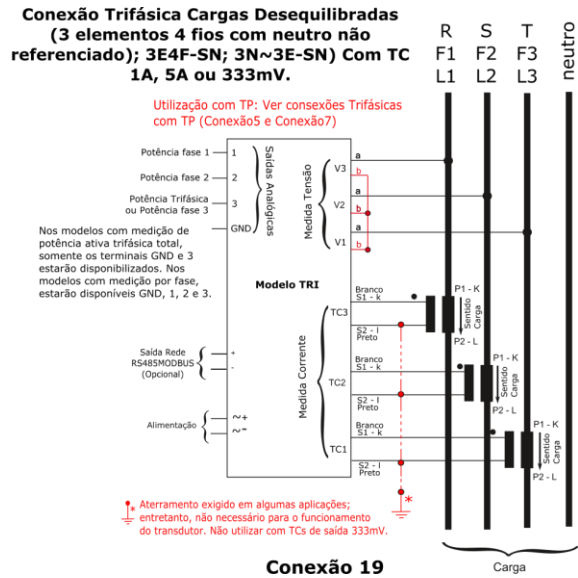 Conexão Trifásica Cargas Desequilibradas
(3 elementos 4 fios com neutro não
referenciado); 3E4F-SN; 3N~3E-SN) Com TC
1A, 5A ou 333mV.
R S T
F1 F2 F3
L1 L2 L3
neutro
Utilização com TP: Ver consexões Trifásicas
com TP (Conexão5 e Conexão7)
Potência fase 1
1
Potência fase 2
2
Potência Trifásica
ou Potência fase 3
3
GND
Saídas Analógicas
Nos modelos com medição de
potência ativa trifásica total,
somente os terminais GND e 3
estarão disponibilizados. Nos
modelos com medição por fase,
estarão disponíveis GND, 1, 2 e 3.
Medida Tensão
a
V3
b
a
V2
b
a
V1
b
Modelo TRI
Medida Corrente
Branco
S1 - k
TC3
S2 - l
Preto
P1 - K
Sentido
Carga
P2 - L
Branco
S1 - k
TC2
S2 - l
Preto
P1 - K
Sentido
Carga
P2 - L
Branco
S1 - k
TC1
S2 - l
Preto
P1 - K
Sentido
Carga
P2 - L
Saída Rede
RS485MODBUS
(Opcional)
+
-
Alimentação
~+
~-
*
* Aterramento exigido em algumas aplicações;
entretanto, não necessário para o funcionamento
do transdutor. Não utilizar com TCs de saída 333mV.
Conexão 19
Carga